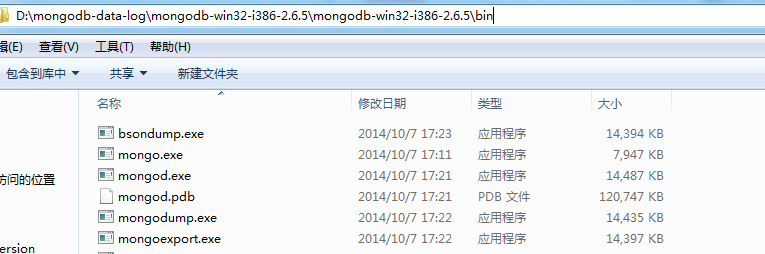 D:\mongodb-data-log\mongodb-win32-i386-2.6.5\mongodb-win32-i386-2.6.5\bin
(E) 查看(V) 工具(T) 帮助(H)
包含到库中 共享 新建文件夹
名称 修改日期 类型 大小
bsondump.exe 2014/10/7 17:23 应用程序 14,394 KB
mongo.exe 2014/10/7 17:11 应用程序 7,947 KB
mongod.exe 2014/10/7 17:21 应用程序 14,487 KB
访问的位置 mongod.pdb 2014/10/7 17:21 PDB 文件 120,747 KB
mongodump.exe 2014/10/7 17:22 应用程序 14,435 KB
mongoexport.exe 2014/10/7 17:22 应用程序 14,397 KB
ersion